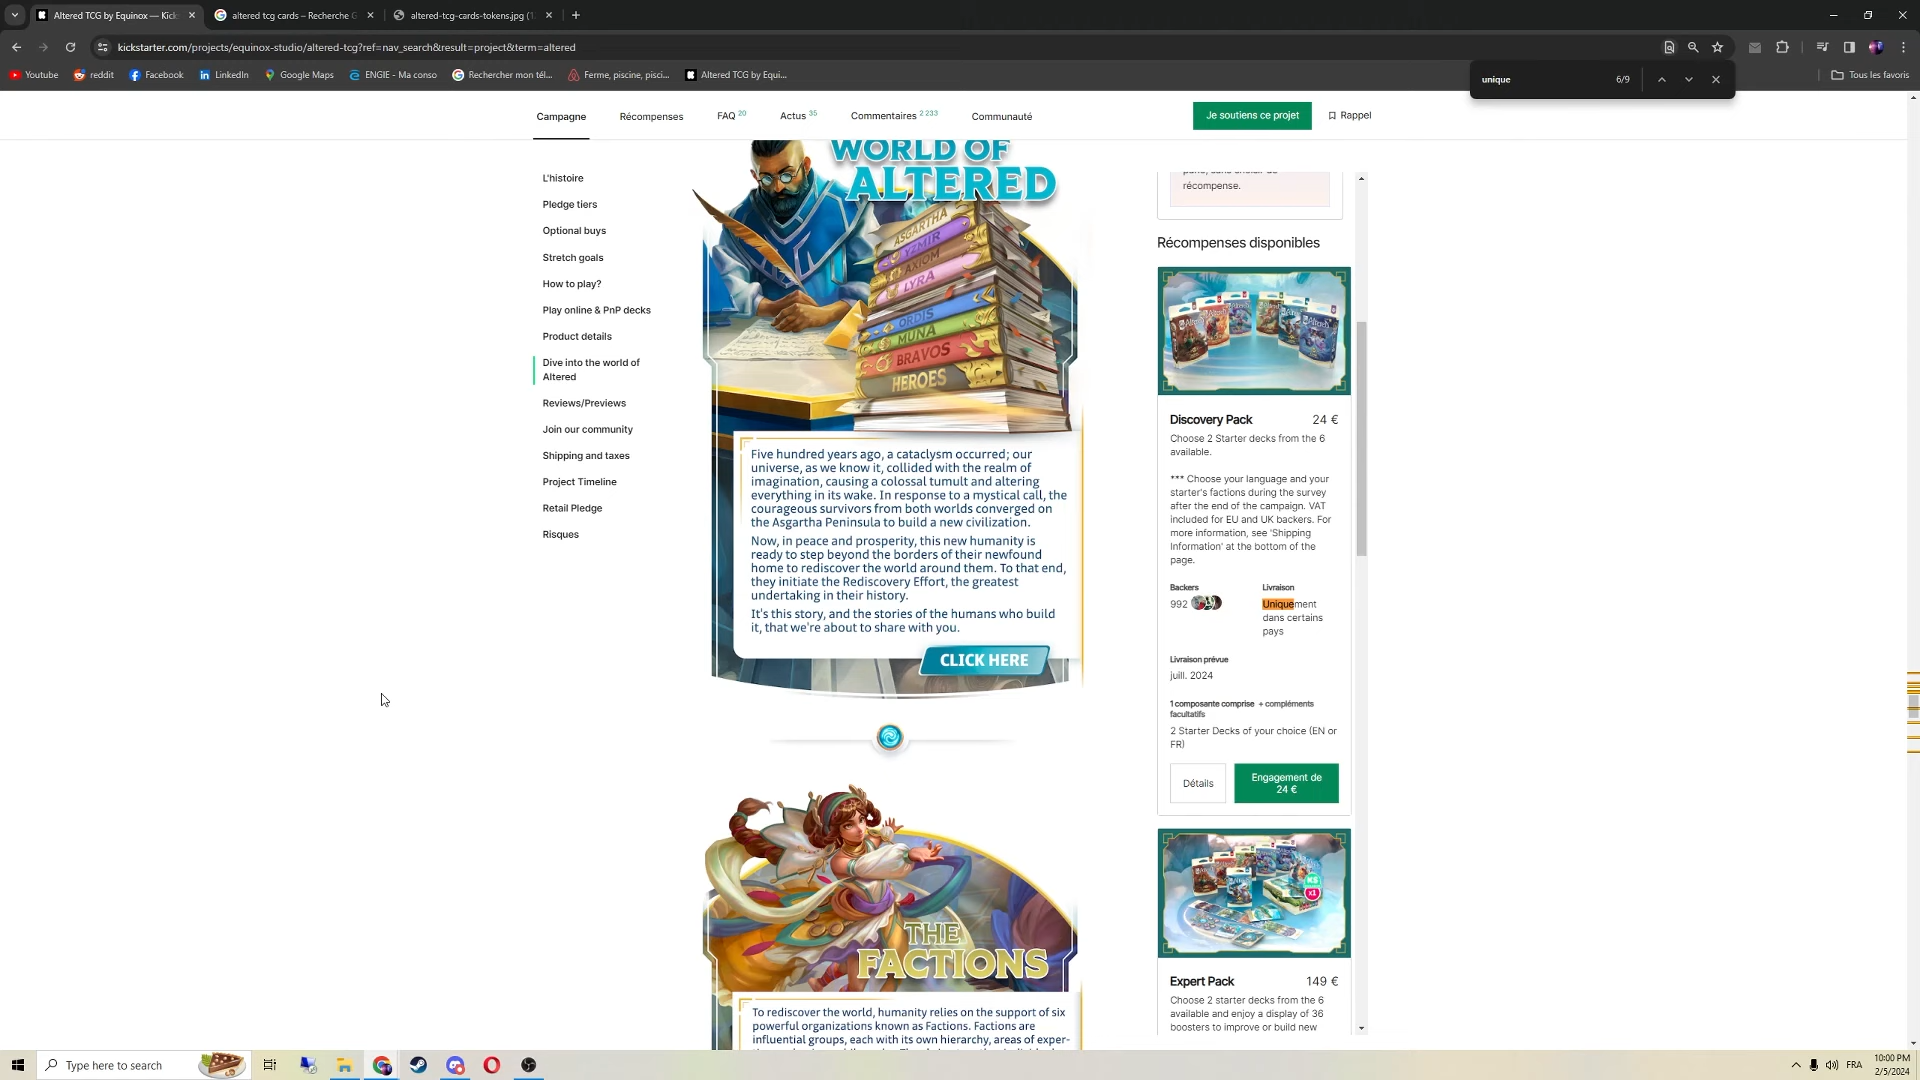 Altered TCG by Equinox — Kick
altered tcg cards – Recherche G
altered-tcg-cards-tokens.jpg (1
kickstarter.com/projects/equinox-studio/altered-tcg?ref=nav_search&result=project&term=altered
Youtube
reddit
Facebook
LinkedIn
Google Maps
ENGIE - Ma conso
Rechercher mon tél...
Ferme, piscine, pisci...
Altered TCG by Equi...
Tous les favoris
unique
6/9
Campagne
Récompenses
FAQ 20
Actus 35
Commentaires 2 233
Communauté
Je soutiens ce projet
Rappel
L'histoire
Pledge tiers
Optional buys
Stretch goals
How to play?
Play online & PnP decks
Product details
Dive into the world of
Altered
Reviews/Previews
Join our community
Shipping and taxes
Project Timeline
Retail Pledge
Risques
WORLD OF
ALTERED
ASGARTHA
YZMIR
AXIOM
LYRA
ORDIS
MUNA
BRAVOS
HEROES
Five hundred years ago, a cataclysm occurred; our
universe, as we know it, collided with the realm of
imagination, causing a colossal tumult and altering
everything in its wake. In response to a mystical call, the
courageous survivors from both worlds converged on
the Asgartha Peninsula to build a new civilization.
Now, in peace and prosperity, this new humanity is
ready to step beyond the borders of their newfound
home to rediscover the world around them. To that end,
they initiate the Rediscovery Effort, the greatest
undertaking in their history.
It's this story, and the stories of the humans who build
it, that we're about to share with you.
CLICK HERE
THE
FACTIONS
To rediscover the world, humanity relies on the support of six
powerful organizations known as Factions. Factions are
influential groups, each with its own hierarchy, areas of exper-
récompense.
Récompenses disponibles
Discovery Pack
24 €
Choose 2 Starter decks from the 6
available.
*** Choose your language and your
starter's factions during the survey
after the end of the campaign. VAT
included for EU and UK backers. For
more information, see 'Shipping
Information' at the bottom of the
page.
Backers
992
Livraison
Uniquement
dans certains
pays
Livraison prévue
juill. 2024
1 composante comprise + compléments
facultatifs
2 Starter Decks of your choice (EN or
FR)
Détails
Engagement de
24 €
KS
x1
Expert Pack
149 €
Choose 2 starter decks from the 6
available and enjoy a display of 36
boosters to improve or build new
Type here to search
FRA
10:00 PM
2/5/2024